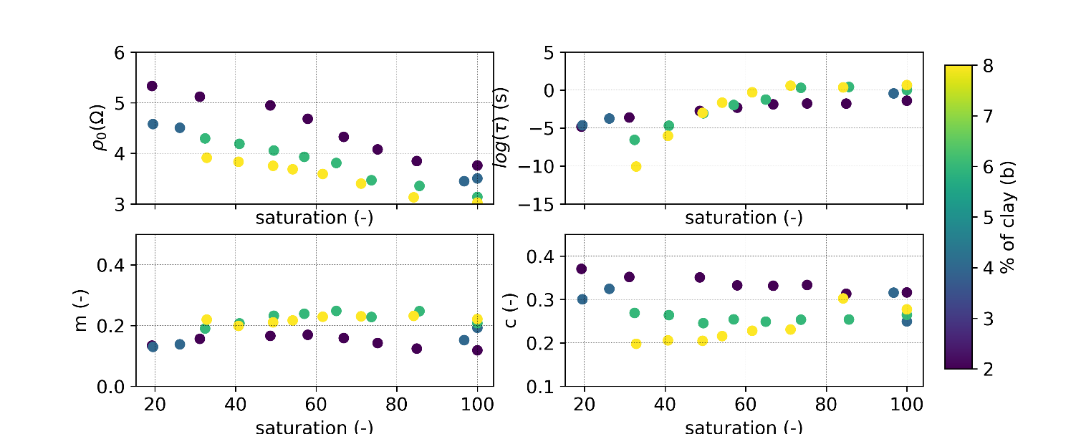 6
5
4
3
ρ₀(Ω)
saturation (-)
5
0
−5
−10
−15
log(τ) (s)
saturation (-)
0.4
0.2
0.0
m (-)
20 40 60 80 100
saturation (-)
0.4
0.3
0.2
0.1
c (-)
20 40 60 80 100
saturation (-)
8
7
6
5
4
3
2
% of clay (b)